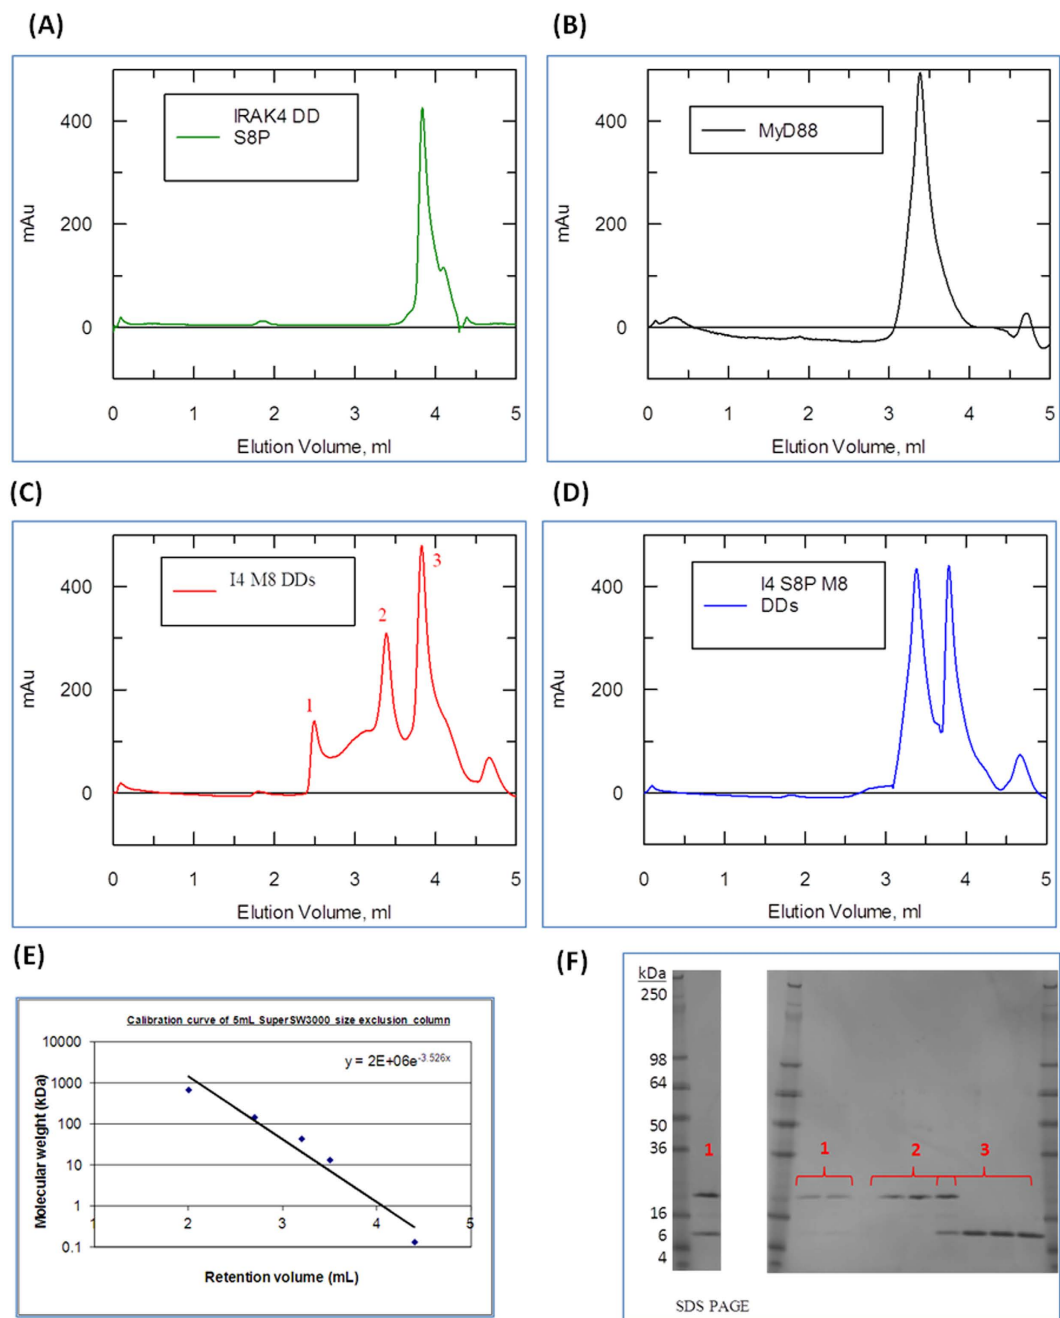 (A)
IRAK4 DD
S8P
400
200
0
mAu
0 1 2 3 4 5
Elution Volume, ml
(B)
MyD88
400
200
0
mAu
0 1 2 3 4 5
Elution Volume, ml
(C)
I4 M8 DDs
1
2
3
400
200
0
mAu
0 1 2 3 4 5
Elution Volume, ml
(D)
I4 S8P M8
DDs
400
200
0
mAu
0 1 2 3 4 5
Elution Volume, ml
(E)
Calibration curve of 5mL SuperSW3000 size exclusion column
y = 2E+06e^-3.526x
10000
1000
100
10
1
0.1
Molecular weight (kDa)
1 2 3 4 5
Retention volume (mL)
(F)
kDa
250
98
64
50
36
16
6
4
1
1 2 3
SDS PAGE